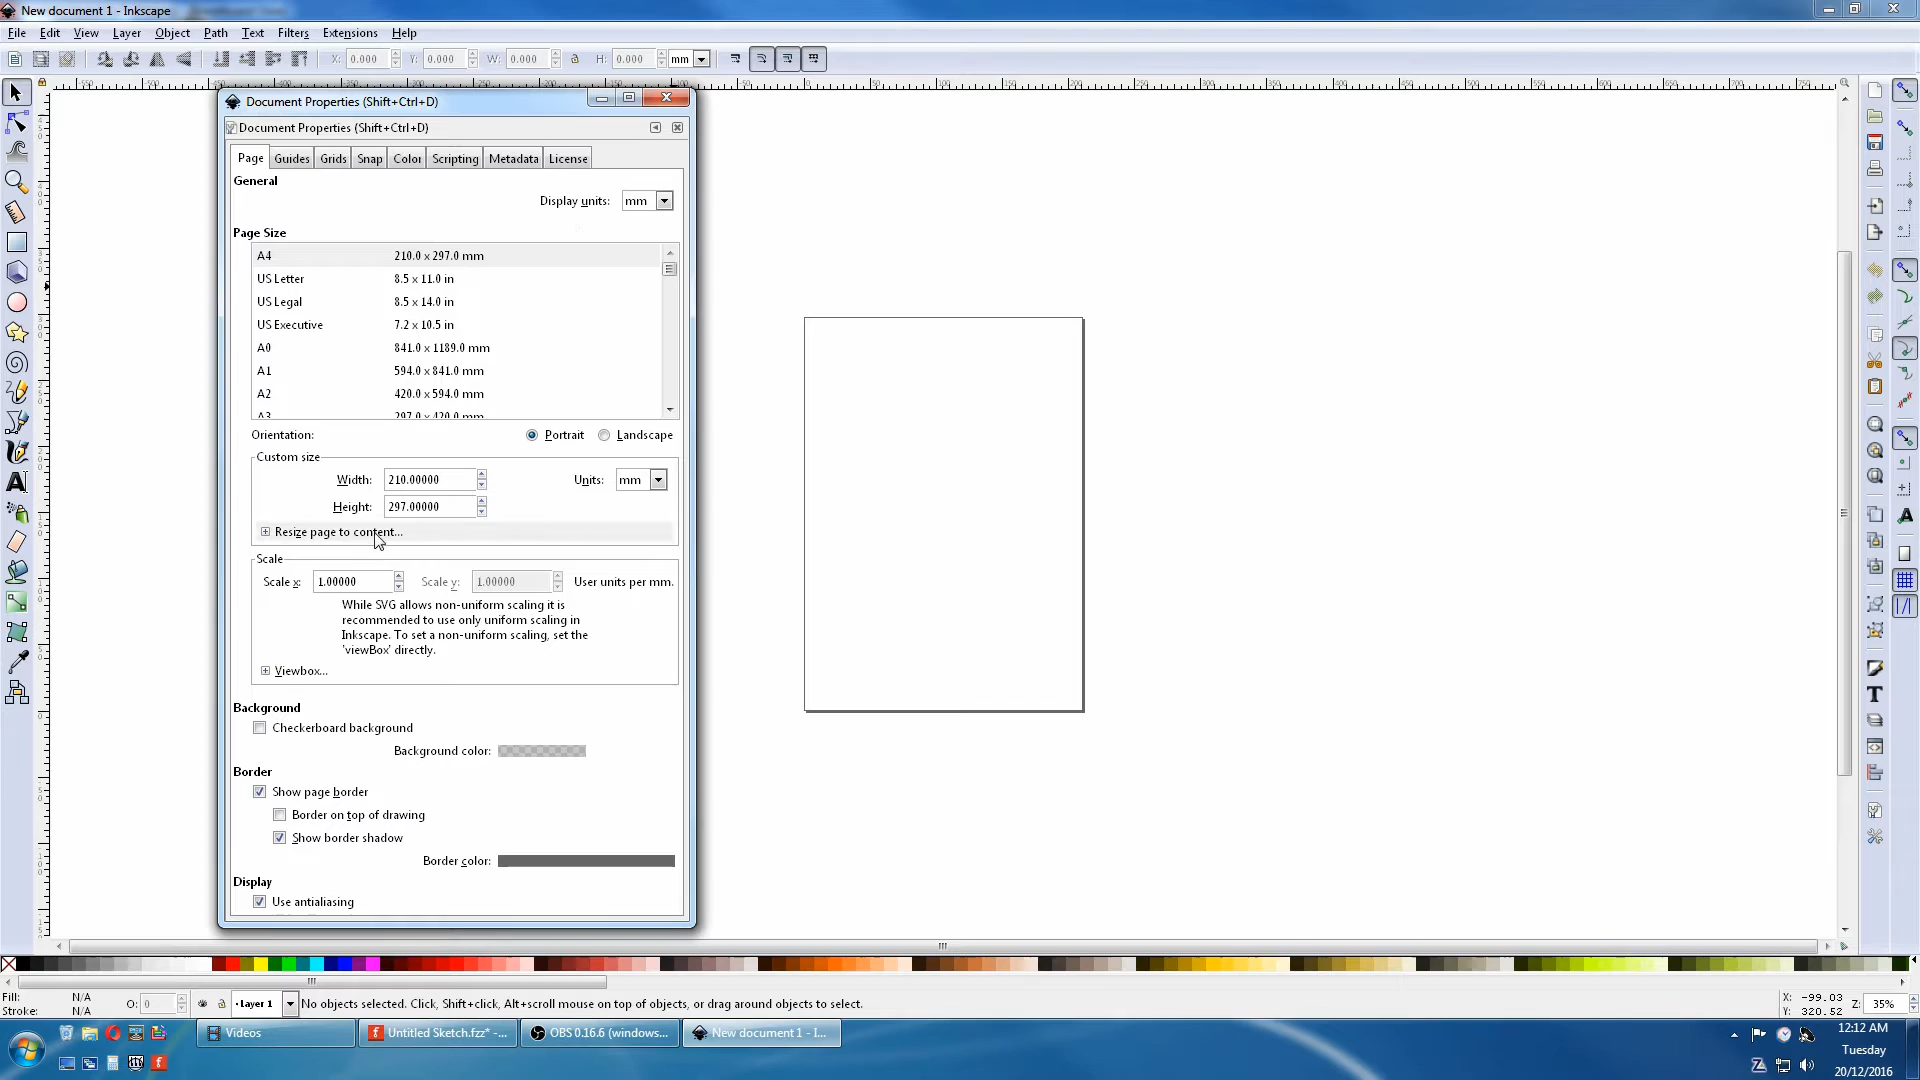 New document 1 - Inkscape
File Edit View Layer Object Path Text Filters Extensions Help
X: 0.000 Y: 0.000 W: 0.000 H: 0.000 mm
Document Properties (Shift+Ctrl+D)
Document Properties (Shift+Ctrl+D)
Page Guides Grids Snap Color Scripting Metadata License
General
Display units: mm
Page Size
A4 210.0 x 297.0 mm
US Letter 8.5 x 11.0 in
US Legal 8.5 x 14.0 in
US Executive 7.2 x 10.5 in
A0 841.0 x 1189.0 mm
A1 594.0 x 841.0 mm
A2 420.0 x 594.0 mm
A3 297.0 x 420.0 mm
Orientation: Portrait Landscape
Custom size
Width: 210.00000 Units: mm
Height: 297.00000
Resize page to content...
Scale
Scale x: 1.00000 Scale y: 1.00000 User units per mm.
While SVG allows non-uniform scaling it is
recommended to use only uniform scaling in
Inkscape. To set a non-uniform scaling, set the
'viewBox' directly.
Viewbox...
Background
Checkerboard background
Background color:
Border
Show page border
Border on top of drawing
Show border shadow
Border color:
Display
Use antialiasing
Fill: N/A
Stroke: N/A
O: 0
Layer 1 No objects selected. Click, Shift+click, Alt+scroll mouse on top of objects, or drag around objects to select.
X: -99.03
Y: 320.52
Z: 35%
Videos
Untitled Sketch.fzz* -...
OBS 0.16.6 (windows...
New document 1 - I...
12:12 AM
Tuesday
20/12/2016